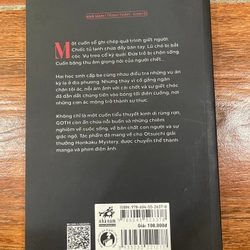 Một cuốn sổ ghi chép quá trình giết người.
Chiếc tủ lạnh chứa đầy bàn tay. Lũ chó bị bắt
cóc. Vụ treo cổ kỳ quái. Đứa trẻ bị chôn sống.
Cuốn băng thu âm giọng nói của người chết...
Hai học sinh cấp ba cùng nhau điều tra những vụ án
kỳ lạ ở địa phương. Nhưng thay vì cố gắng ngăn
chặn tội ác, nỗi ám ảnh với cái chết và sự giết chóc
đã dần dắt chúng tiến vào bóng tối điên cuồng, nơi
những cơn ác mộng trở thành sự thực.
Không chỉ là một cuốn tiểu thuyết kinh dị rùng rợn,
GOTH còn ẩn chứa nỗi buồn và những chiêm
nghiệm về cuộc sống, về bản chất con người và sự
giác ngộ. Tác phẩm đã mang về cho Otsuichi giải
thưởng Honkaku Mystery, được chuyển thể thành
manga và phim điện ảnh.
Giá: 108.000đ